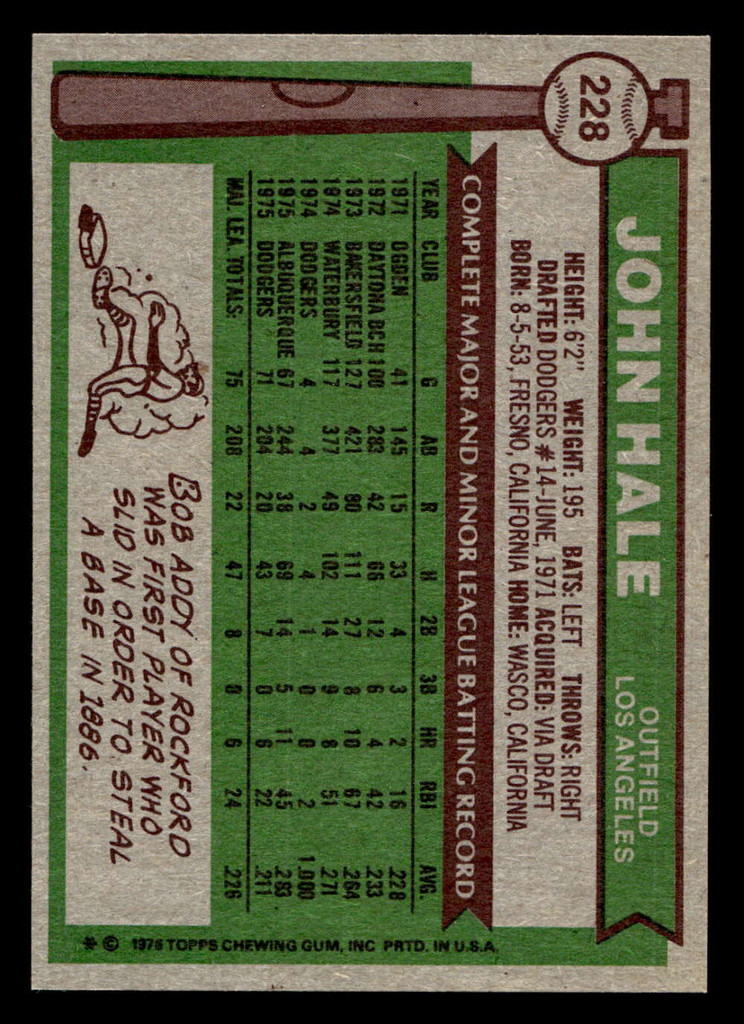 228
JOHN HALE
OUTFIELD
LOS ANGELES
HEIGHT: 6'2" WEIGHT: 195 BATS: LEFT THROWS: RIGHT
DRAFTED DODGERS #14-JUNE, 1971 ACQUIRED: VIA DRAFT
BORN: 8-5-53, FRESNO, CALIFORNIA HOME: WASCO, CALIFORNIA
COMPLETE MAJOR AND MINOR LEAGUE BATTING RECORD
YEAR CLUB G AB R H 2B 3B HR RBI AVG.
1971 OGDEN 41 145 15 33 4 3 2 16 .228
1972 DAYTONA BCH 100 283 42 66 12 6 4 42 .233
1973 BAKERSFIELD 127 421 80 111 27 8 10 67 .264
1974 WATERBURY 117 377 49 102 14 9 8 51 .271
1974 DODGERS 4 4 2 4 1 0 0 2 1.000
1975 ALBUQUERQUE 67 244 38 69 14 5 11 45 .283
1975 DODGERS 71 204 20 43 7 0 6 22 .211
MAJ. LEA. TOTALS: 75 208 22 47 8 0 6 24 .226
BOB ADDY OF ROCKFORD
WAS FIRST PLAYER WHO
SLID IN ORDER TO STEAL
A BASE IN 1886.
* © 1976 TOPPS CHEWING GUM, INC PRTD. IN U.S.A.